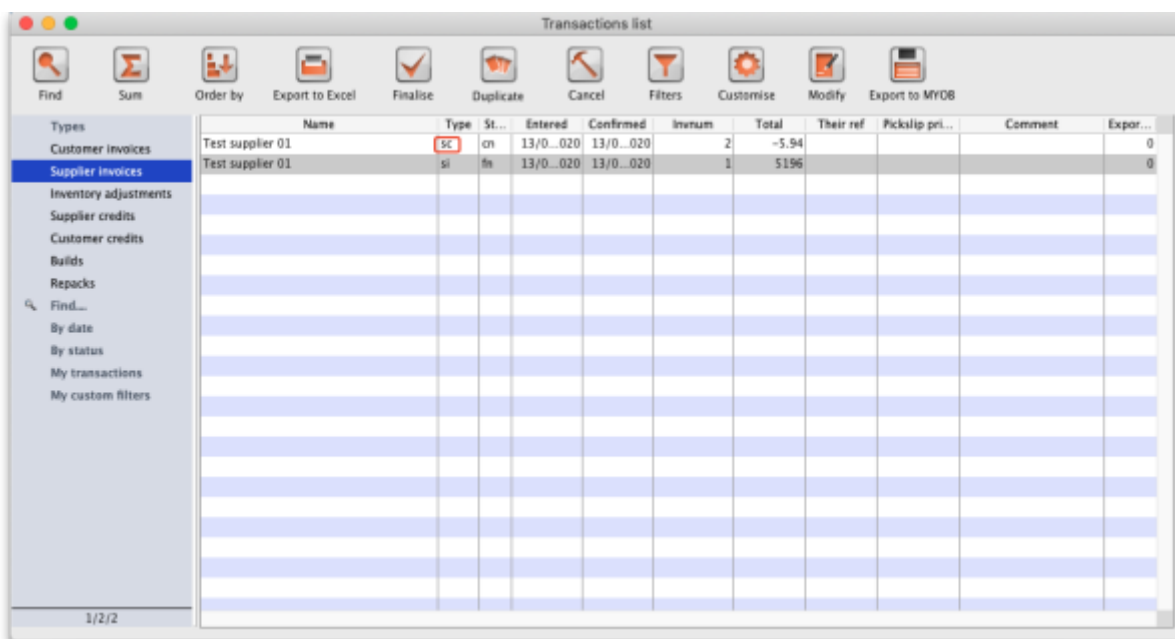 Transactions list
Find Sum Order by Export to Excel Finalise Duplicate Cancel Filters Customise Modify Export to MYOB
Types
Customer invoices
Supplier invoices
Inventory adjustments
Supplier credits
Customer credits
Builds
Repacks
Find...
By date
By status
My transactions
My custom filters
1/2/2
Name Type St... Entered Confirmed Invnum Total Their ref Pickslip pri... Comment Expor...
Test supplier 01 sc cn 13/0...020 13/0...020 2 -5.94 0
Test supplier 01 si fn 13/0...020 13/0...020 1 5196 0